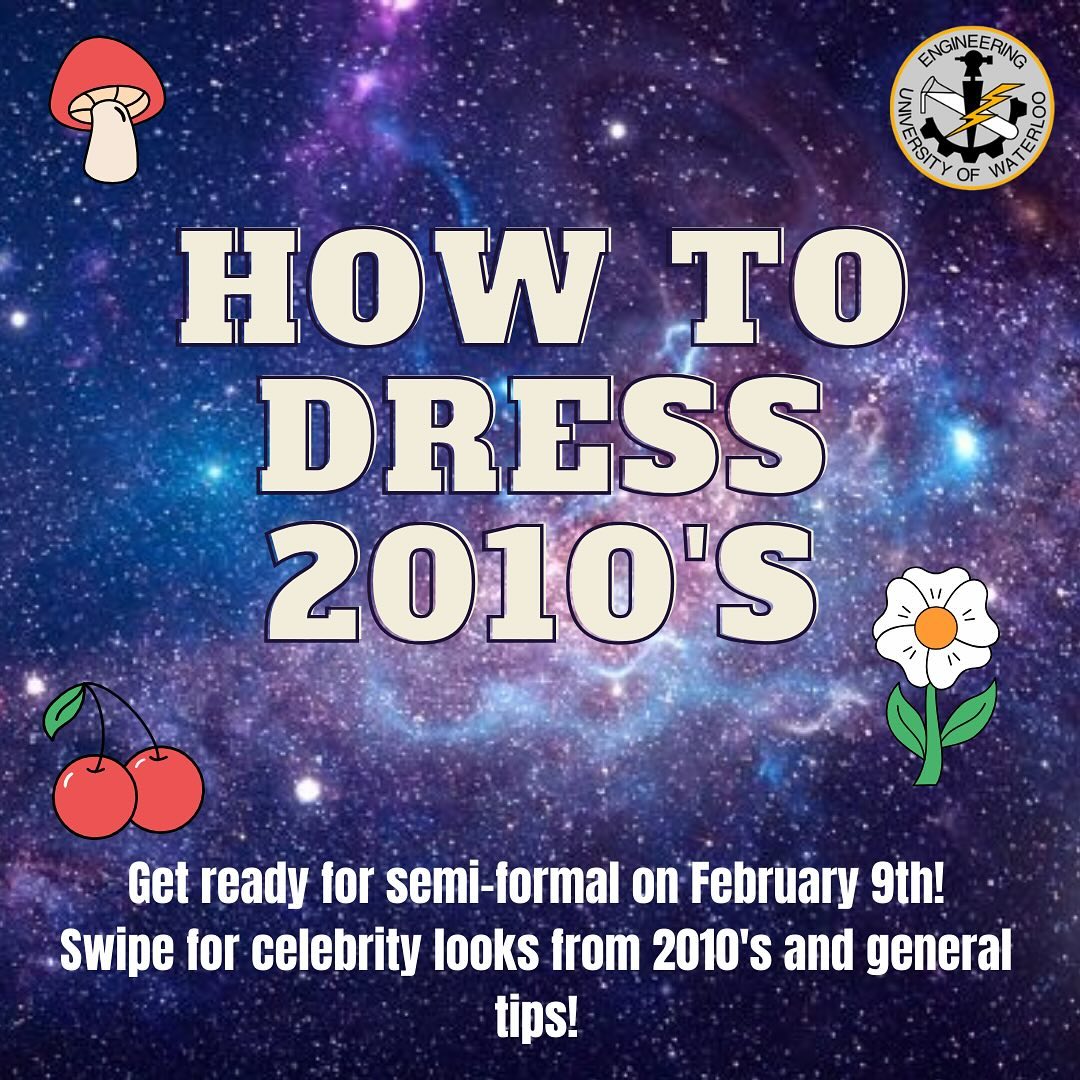 ENGINEERING
UNIVERSITY OF WATERLOO
HOW TO
DRESS
2010'S
Get ready for semi-formal on February 9th!
Swipe for celebrity looks from 2010's and general
tips!